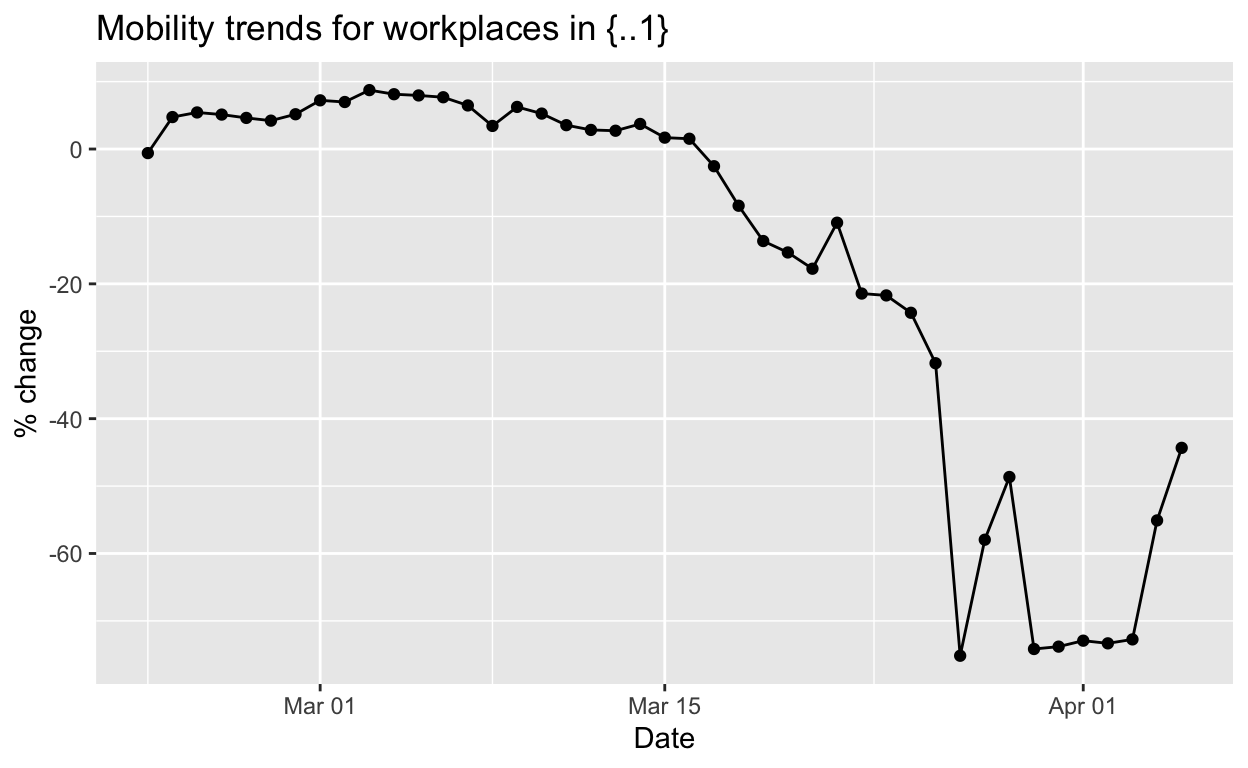 Mobility trends for workplaces in {..1}
% change
0
-20
-40
-60
Mar 01
Mar 15
Apr 01
Date